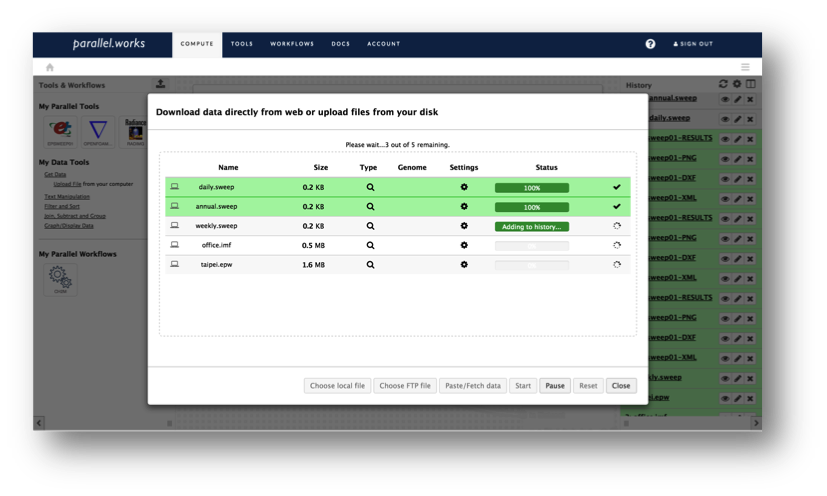 parallel.works
COMPUTE TOOLS WORKFLOWS DOCS ACCOUNT
? SIGN OUT
Tools & Workflows
History
My Parallel Tools
Radiance
My Data Tools
Get Data
Upload File from your computer
Text Manipulation
Filter and Sort
Join, Subtract and Group
Graph/Display Data
My Parallel Workflows
Download data directly from web or upload files from your disk
Please wait...3 out of 5 remaining.
Name Size Type Genome Settings Status
daily.sweep 0.2 KB 100%
annual.sweep 0.2 KB 100%
weekly.sweep 0.2 KB Adding to history...
office.imf 0.5 MB
taipei.epw 1.6 MB
Choose local file Choose FTP file Paste/Fetch data Start Pause Reset Close
annual.sweep
daily.sweep
sweep01-RESULTS
sweep01-PNG
sweep01-DXF
sweep01-XML
sweep01-RESULTS
sweep01-PNG
sweep01-DXF
sweep01-XML
sweep01-RESULTS
sweep01-PNG
sweep01-DXF
sweep01-XML